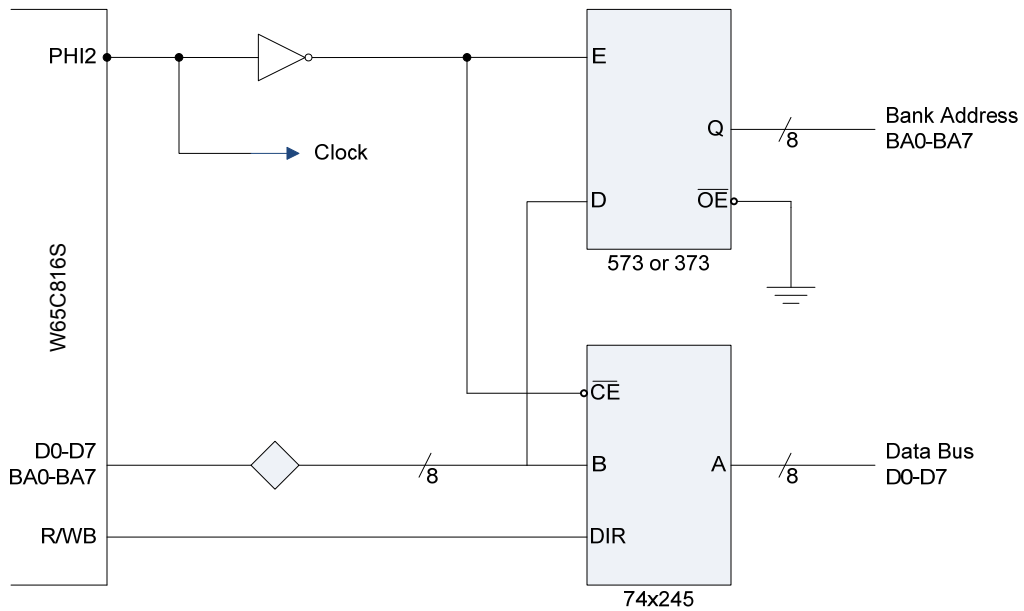 PHI2
E
Q
8
Bank Address
BA0-BA7
Clock
D
OE
573 or 373
W65C816S
CE
D0-D7
BA0-BA7
8
B
A
8
Data Bus
D0-D7
R/WB
DIR
74x245